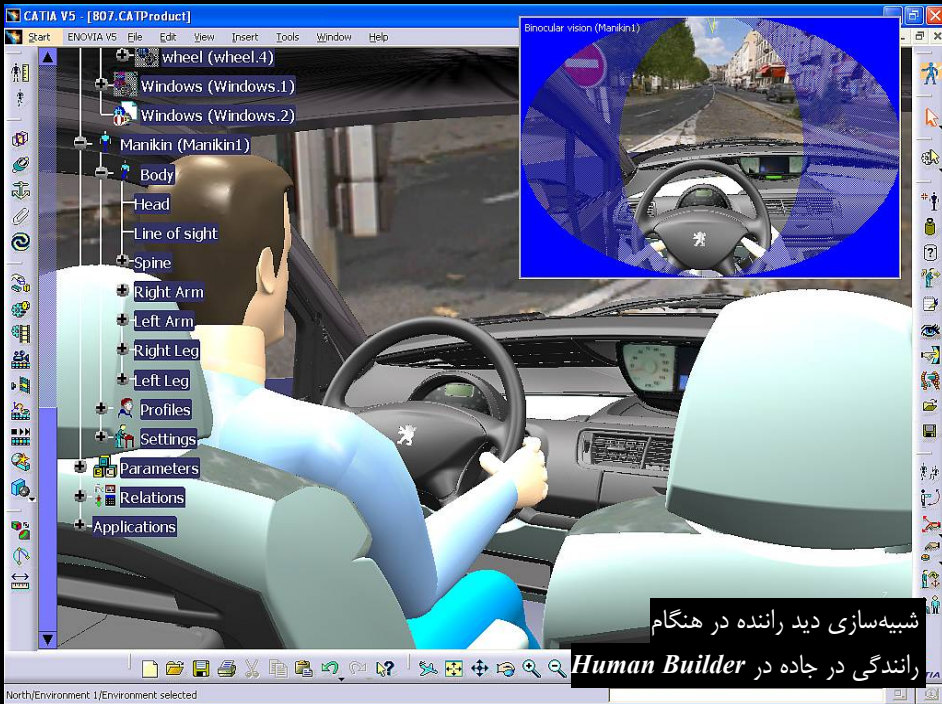 CATIA V5 - [807.CATProduct]
Start ENOVIA V5 File Edit View Insert Tools Window Help
Binocular vision (Manikin1)
wheel (wheel.4)
Windows (Windows.1)
Windows (Windows.2)
Manikin (Manikin1)
Body
Head
Line of sight
Spine
Right Arm
Left Arm
Right Leg
Left Leg
Profiles
Settings
Parameters
Relations
Applications
شبیه‌سازی دید راننده در هنگام
رانندگی در جاده در Human Builder
North/Environment 1/Environment selected